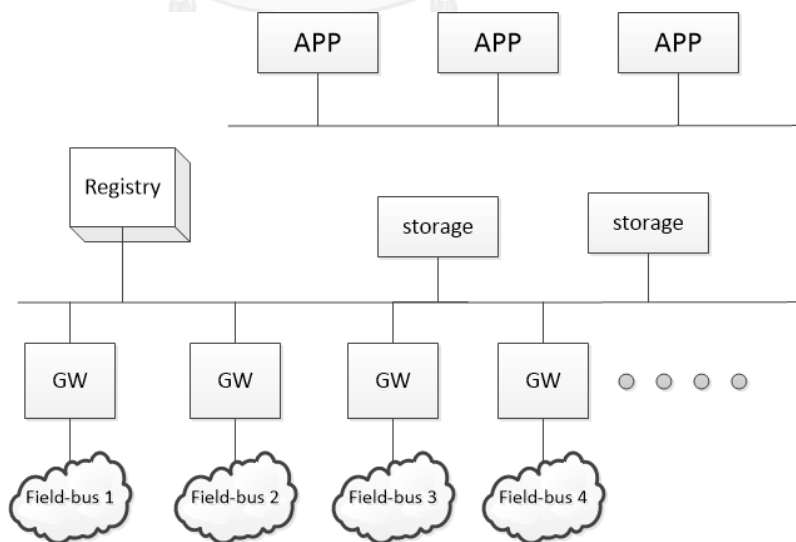 APP APP APP
Registry
storage storage
GW GW GW GW
Field-bus 1 Field-bus 2 Field-bus 3 Field-bus 4